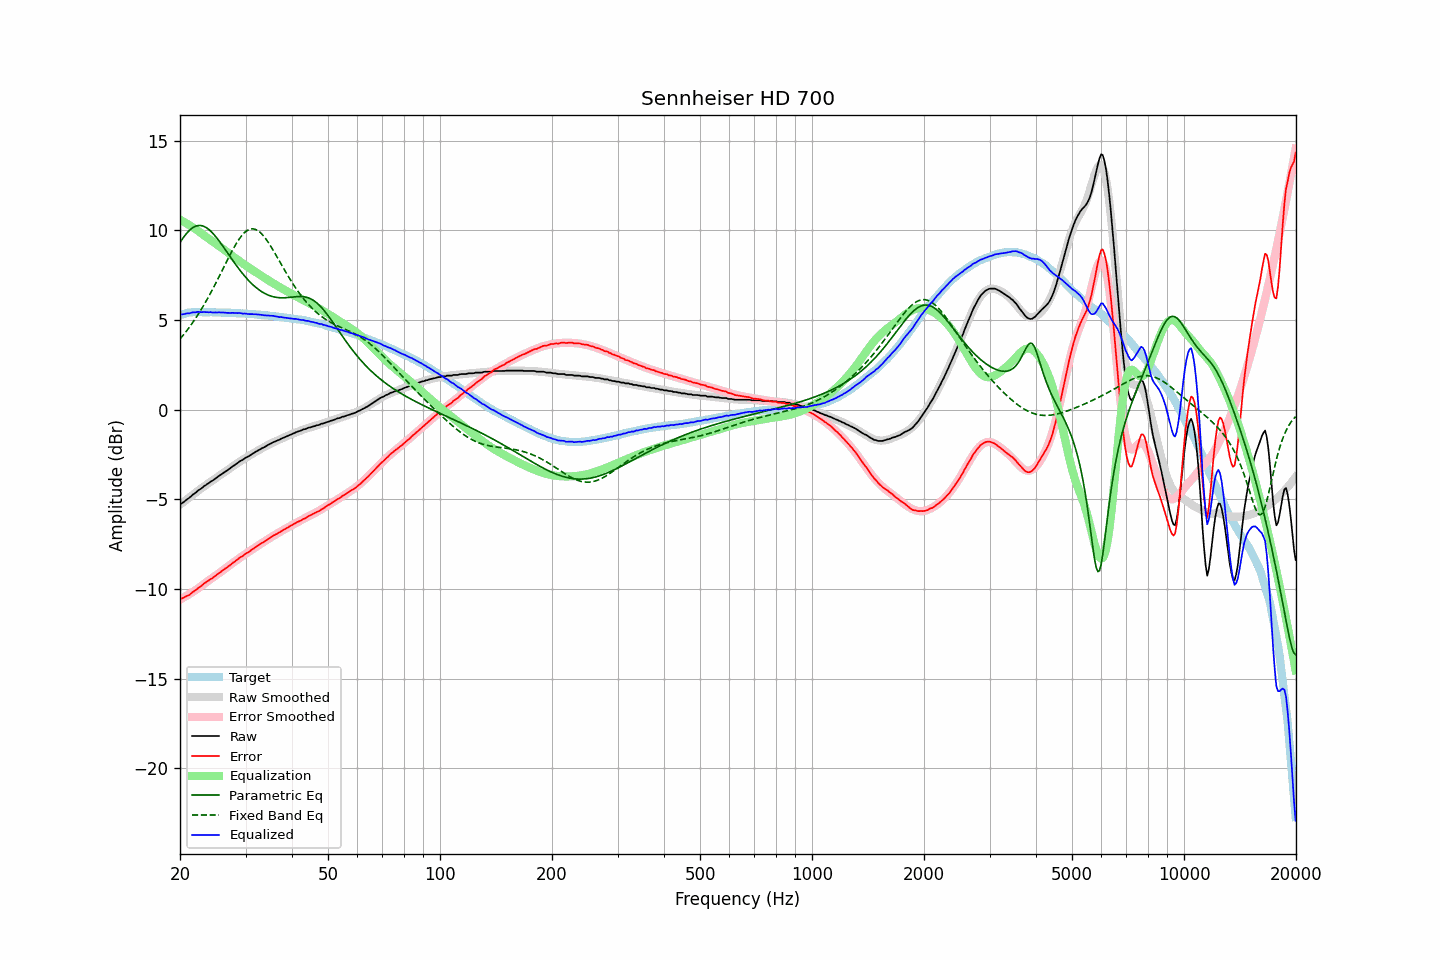 Sennheiser HD 700
Amplitude (dBr)
15
10
5
0
−5
−10
−15
−20
Target
Raw Smoothed
Error Smoothed
Raw
Error
Equalization
Parametric Eq
Fixed Band Eq
Equalized
20
50
100
200
500
1000
2000
5000
10000
20000
Frequency (Hz)